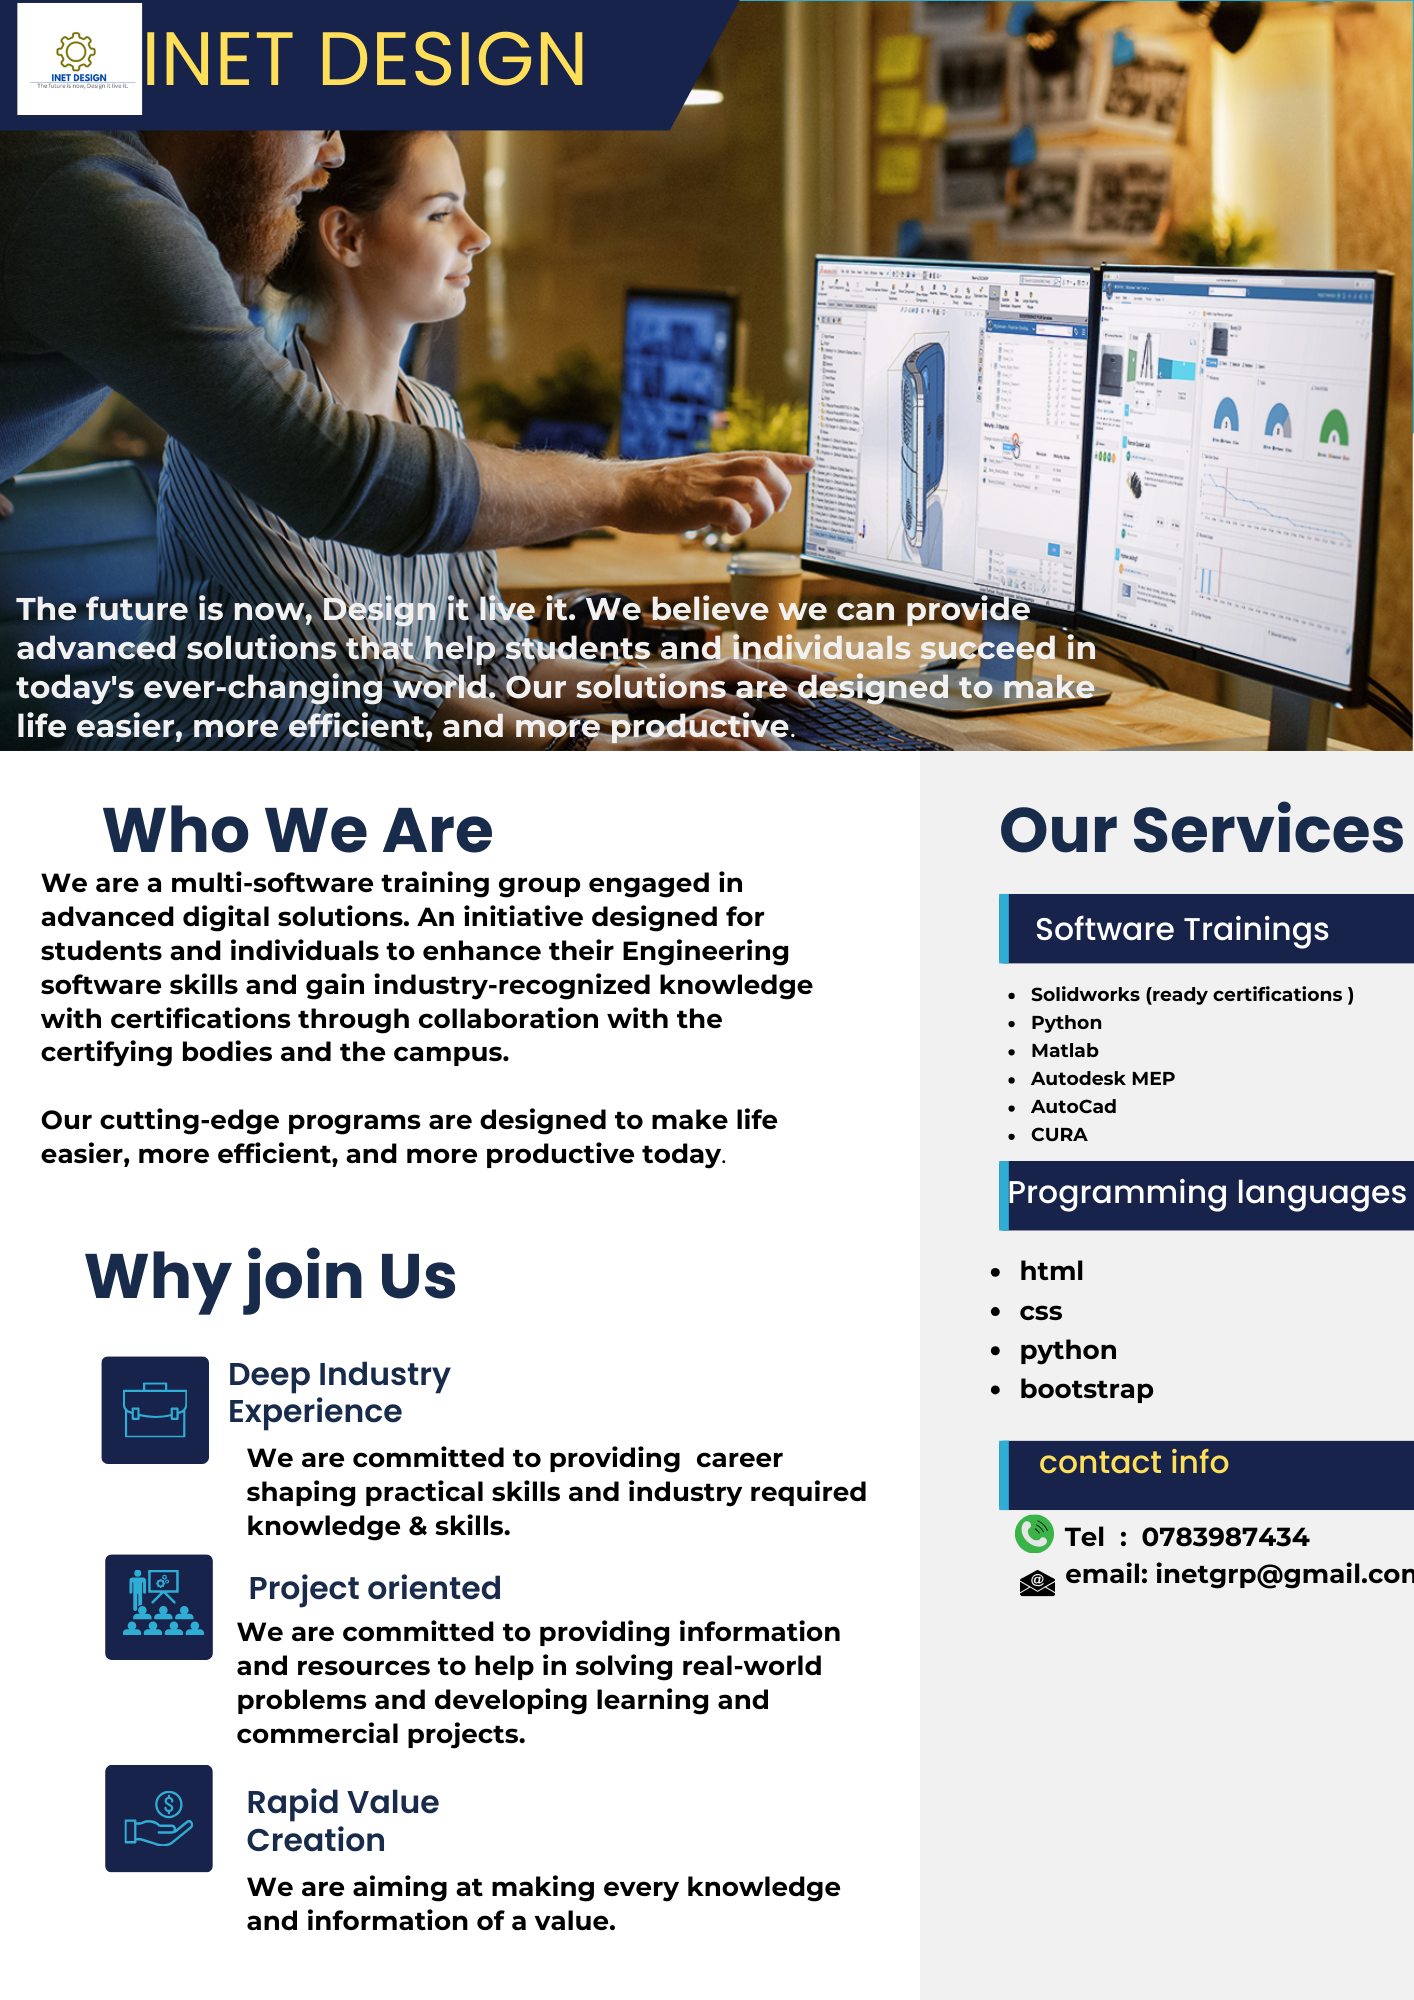 INET DESIGN
The future is now, Design it live it.
INET DESIGN
The future is now, Design it live it. We believe we can provide
advanced solutions that help students and individuals succeed in
today's ever-changing world. Our solutions are designed to make
life easier, more efficient, and more productive.
Who We Are
We are a multi-software training group engaged in
advanced digital solutions. An initiative designed for
students and individuals to enhance their Engineering
software skills and gain industry-recognized knowledge
with certifications through collaboration with the
certifying bodies and the campus.
Our cutting-edge programs are designed to make life
easier, more efficient, and more productive today.
Why join Us
Deep Industry
Experience
We are committed to providing  career
shaping practical skills and industry required
knowledge & skills.
Project oriented
We are committed to providing information
and resources to help in solving real-world
problems and developing learning and
commercial projects.
Rapid Value
Creation
We are aiming at making every knowledge
and information of a value.
Our Services
Software Trainings
• Solidworks (ready certifications )
• Python
• Matlab
• Autodesk MEP
• AutoCad
• CURA
Programming languages
• html
• css
• python
• bootstrap
contact info
Tel  :  0783987434
email: inetgrp@gmail.com